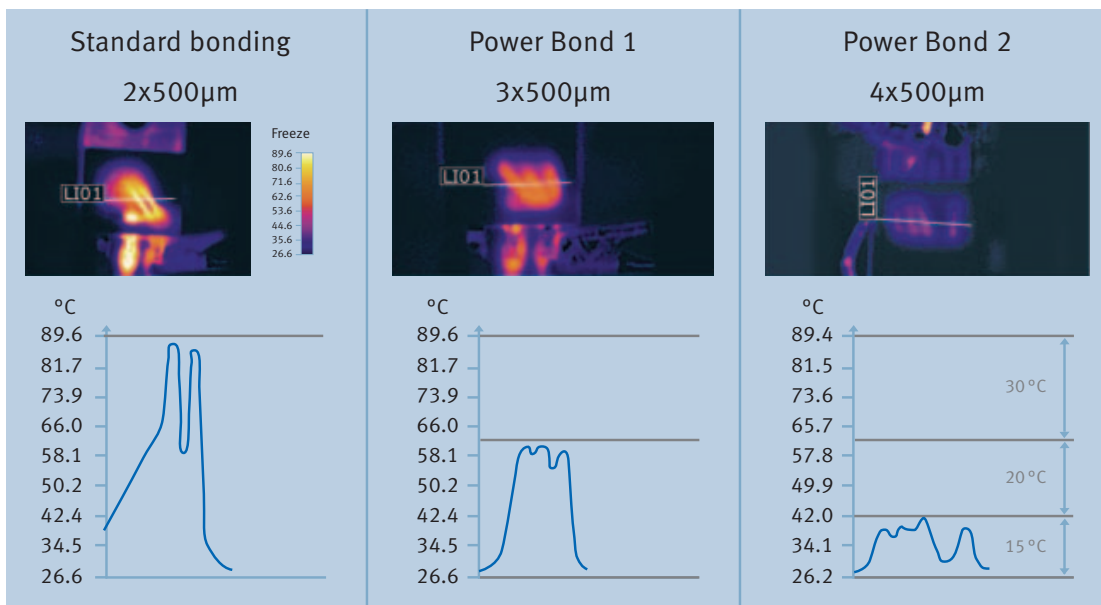 Standard bonding
2x500µm
Freeze
89.6
80.6
71.6
62.6
53.6
44.6
35.6
26.6
LI01
°C
89.6
81.7
73.9
66.0
58.1
50.2
42.4
34.5
26.6
Power Bond 1
3x500µm
LI01
°C
89.6
81.7
73.9
66.0
58.1
50.2
42.4
34.5
26.6
Power Bond 2
4x500µm
LI01
°C
89.4
81.5
73.6
65.7
57.8
49.9
42.0
34.1
26.2
30°C
20°C
15°C